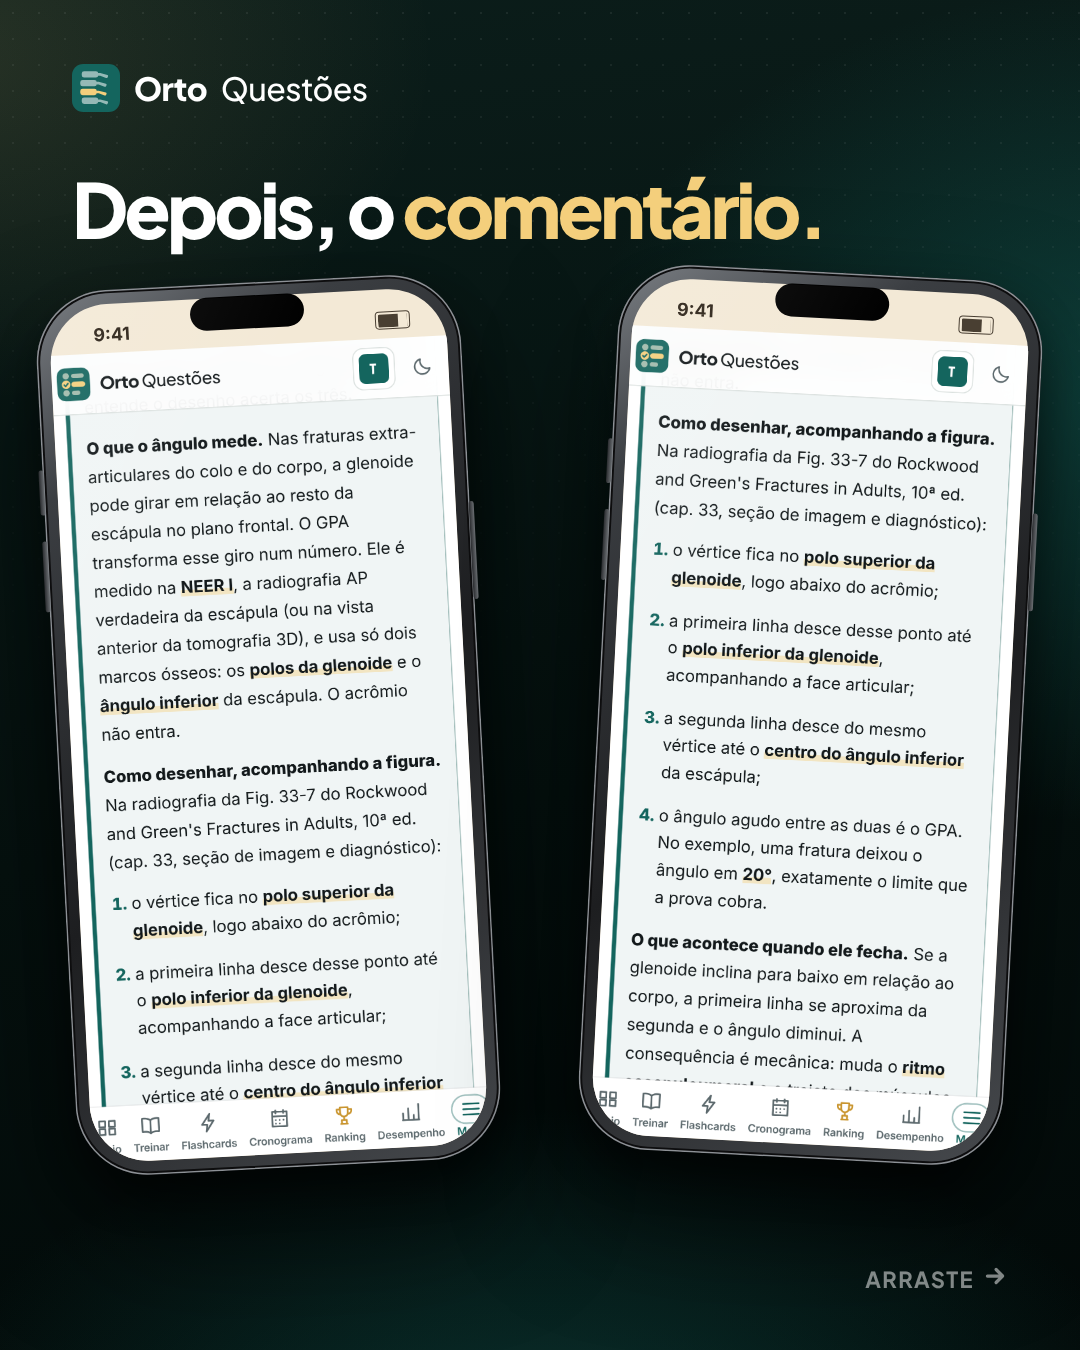 Orto Questões
Depois, o comentário.
9:41
Orto Questões
T
entende o desenho acerta os três.
O que o ângulo mede. Nas fraturas extra-
articulares do colo e do corpo, a glenoide
pode girar em relação ao resto da
escápula no plano frontal. O GPA
transforma esse giro num número. Ele é
medido na NEER I, a radiografia AP
verdadeira da escápula (ou na vista
anterior da tomografia 3D), e usa só dois
marcos ósseos: os polos da glenoide e o
ângulo inferior da escápula. O acrômio
não entra.
Como desenhar, acompanhando a figura.
Na radiografia da Fig. 33-7 do Rockwood
and Green's Fractures in Adults, 10ª ed.
(cap. 33, seção de imagem e diagnóstico):
1. o vértice fica no polo superior da
glenoide, logo abaixo do acrômio;
2. a primeira linha desce desse ponto até
o polo inferior da glenoide,
acompanhando a face articular;
3. a segunda linha desce do mesmo
vértice até o centro do ângulo inferior
io
Treinar
Flashcards
Cronograma
Ranking
Desempenho
M
9:41
Orto Questões
T
não entra.
Como desenhar, acompanhando a figura.
Na radiografia da Fig. 33-7 do Rockwood
and Green's Fractures in Adults, 10ª ed.
(cap. 33, seção de imagem e diagnóstico):
1. o vértice fica no polo superior da
glenoide, logo abaixo do acrômio;
2. a primeira linha desce desse ponto até
o polo inferior da glenoide,
acompanhando a face articular;
3. a segunda linha desce do mesmo
vértice até o centro do ângulo inferior
da escápula;
4. o ângulo agudo entre as duas é o GPA.
No exemplo, uma fratura deixou o
ângulo em 20°, exatamente o limite que
a prova cobra.
O que acontece quando ele fecha. Se a
glenoide inclina para baixo em relação ao
corpo, a primeira linha se aproxima da
segunda e o ângulo diminui. A
consequência é mecânica: muda o ritmo
io
Treinar
Flashcards
Cronograma
Ranking
Desempenho
M
ARRASTE